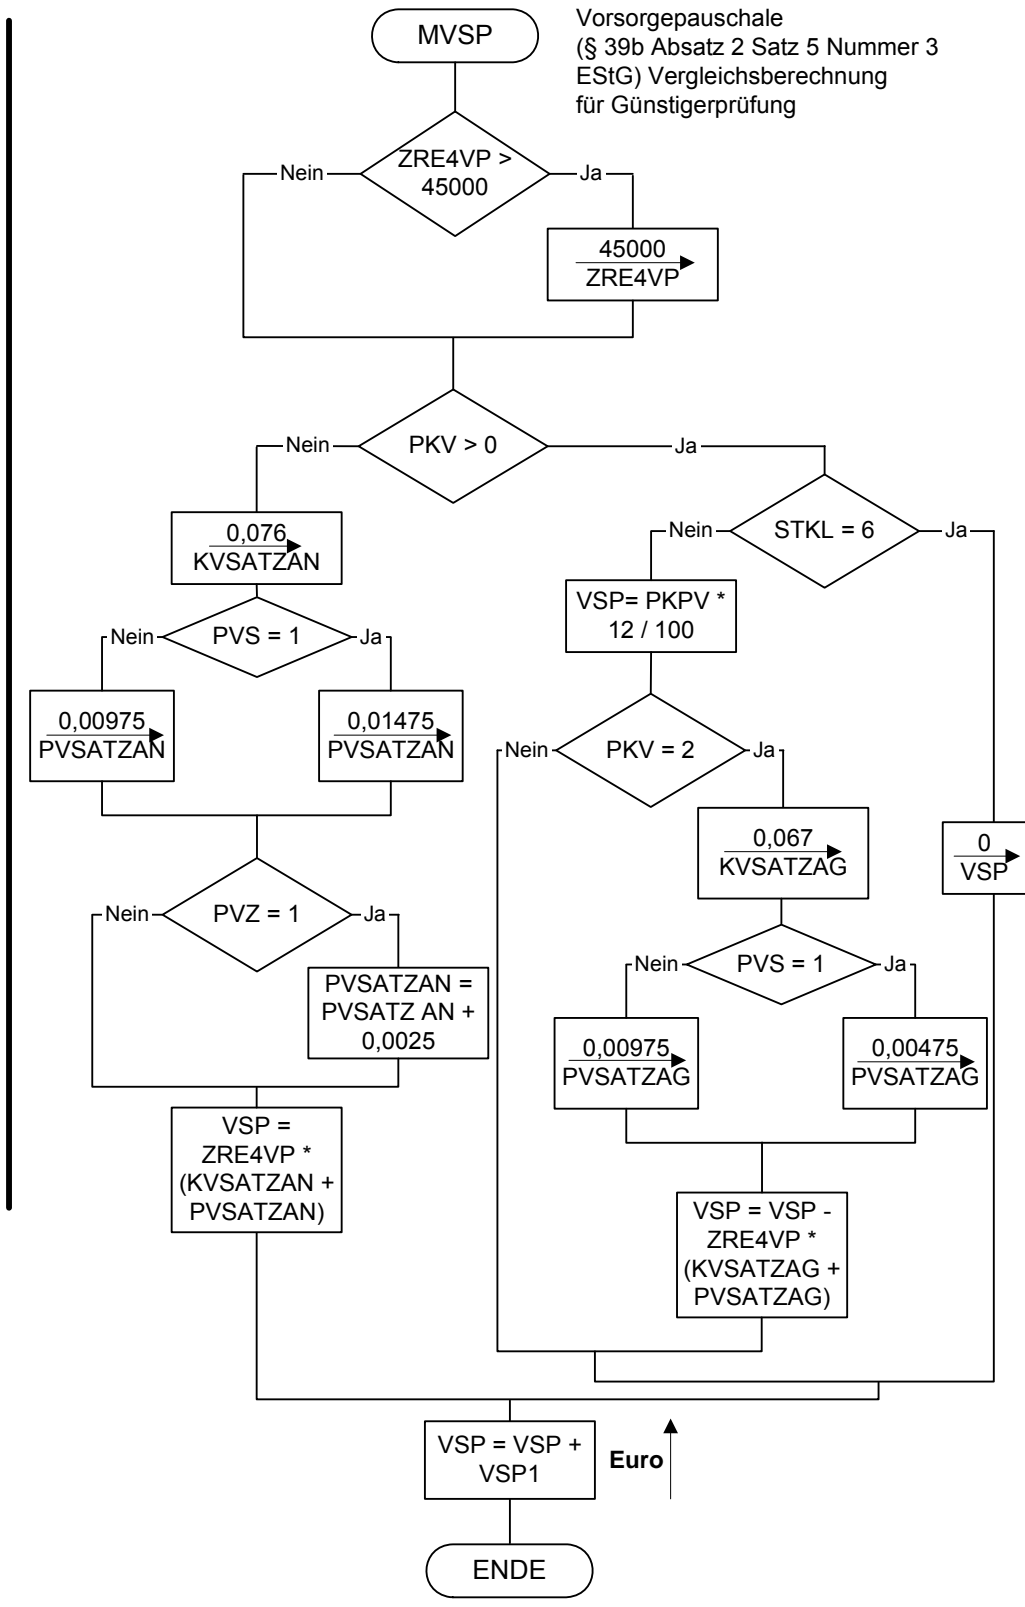 MVSP
Vorsorgepauschale
(§ 39b Absatz 2 Satz 5 Nummer 3
EStG) Vergleichsberechnung
für Günstigerprüfung
ZRE4VP >
45000
Nein
Ja
45000
ZRE4VP
PKV > 0
Nein
Ja
0,076
KVSATZAN
STKL = 6
Nein
Ja
VSP= PKPV *
12 / 100
PVS = 1
Nein
Ja
0,00975
PVSATZAN
0,01475
PVSATZAN
PKV = 2
Nein
Ja
0,067
KVSATZAG
0
VSP
PVZ = 1
Nein
Ja
PVSATZAN =
PVSATZ AN +
0,0025
PVS = 1
Nein
Ja
0,00975
PVSATZAG
0,00475
PVSATZAG
VSP =
ZRE4VP *
(KVSATZAN +
PVSATZAN)
VSP = VSP -
ZRE4VP *
(KVSATZAG +
PVSATZAG)
VSP = VSP +
VSP1
Euro
ENDE